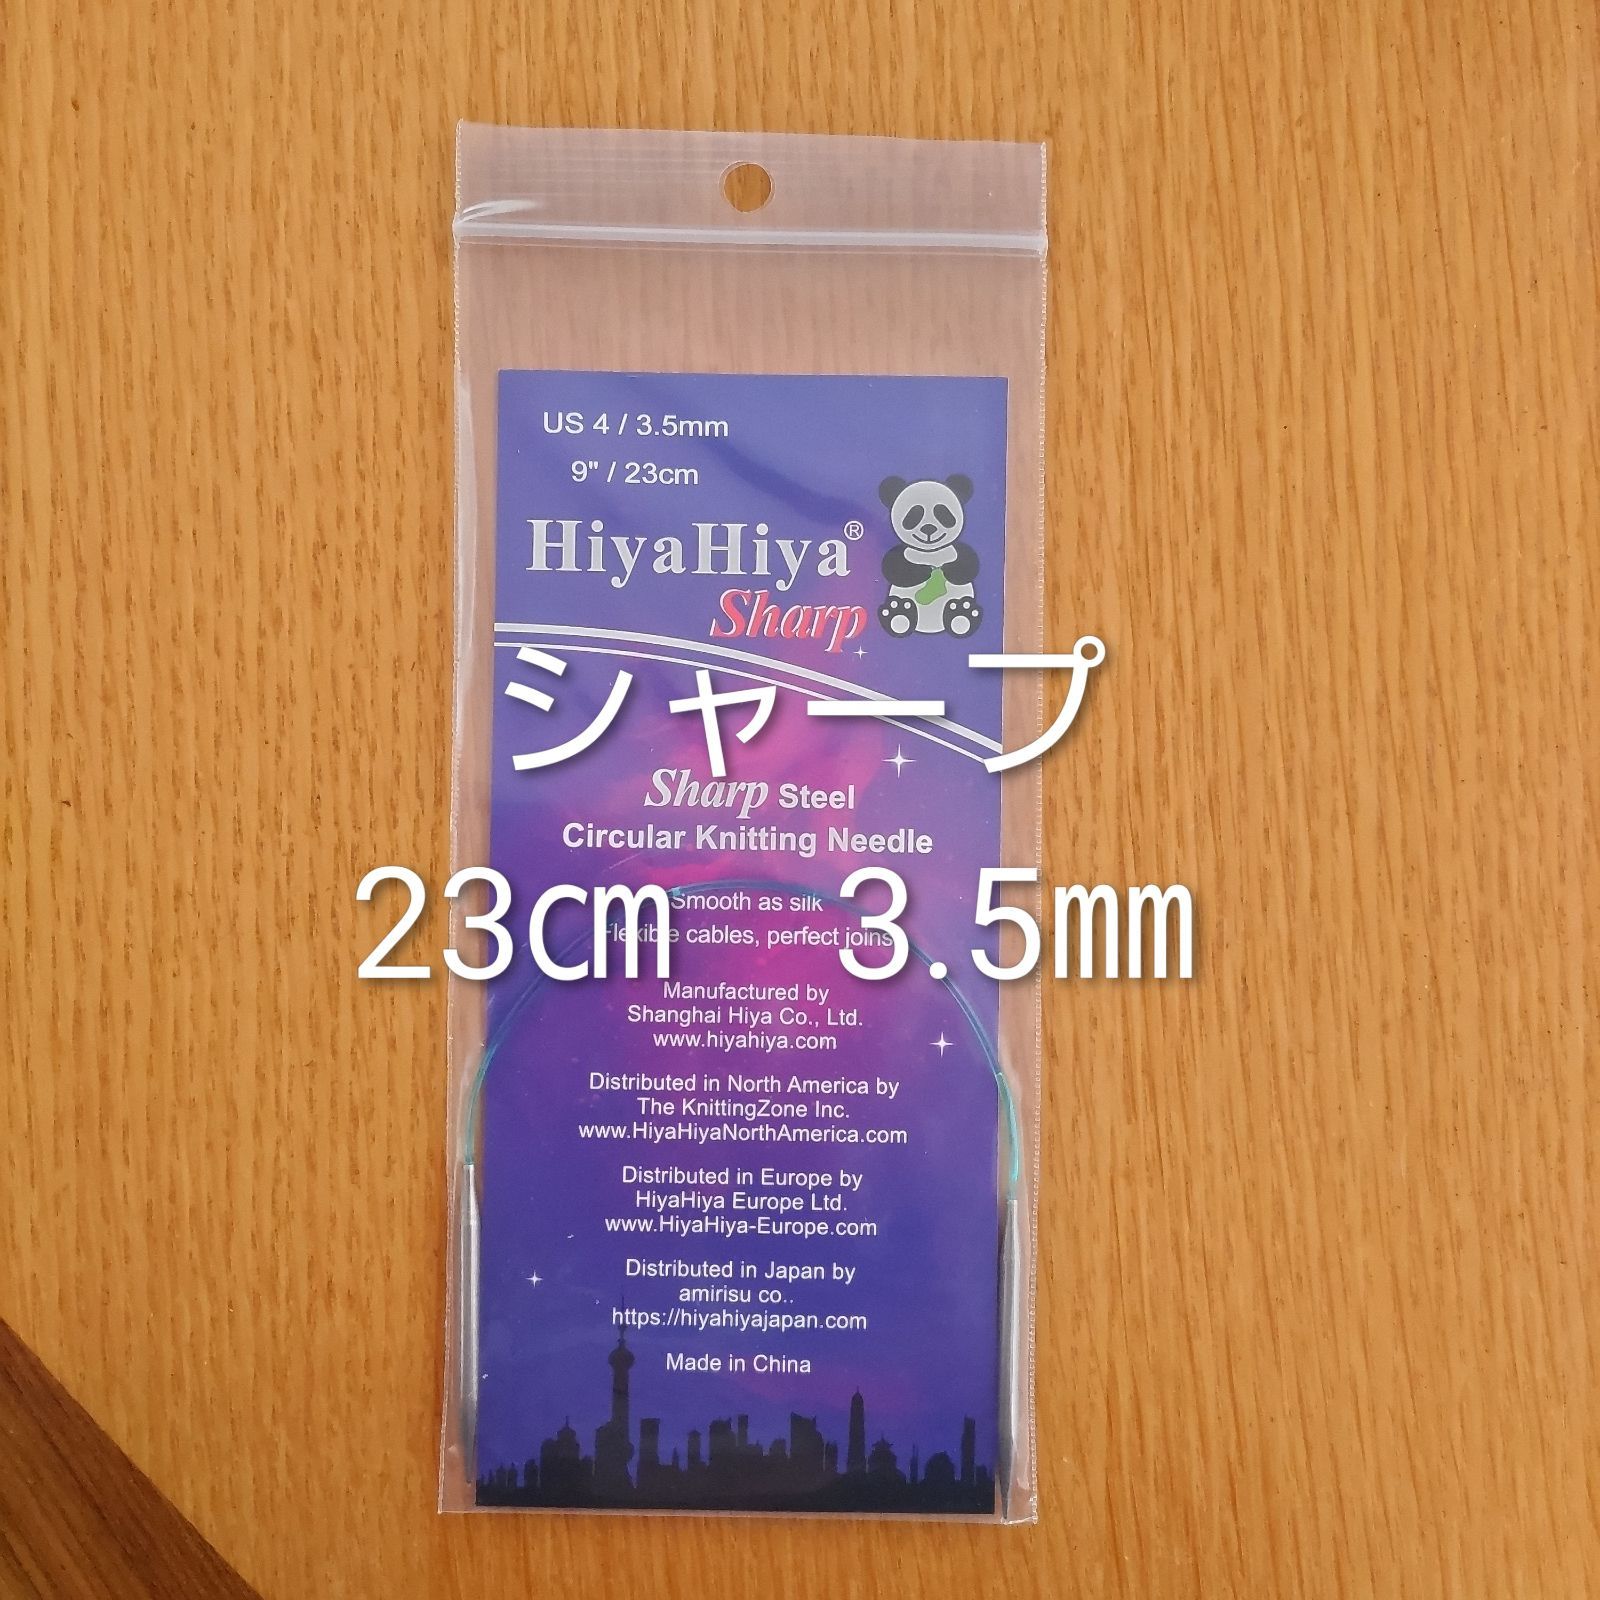 US 4 / 3.5mm
9" / 23cm
HiyaHiya®
Sharp
シャープ
Sharp Steel
Circular Knitting Needle
23cm 3.5mm
Smooth as silk
Flexible cables, perfect joins
Manufactured by
Shanghai Hiya Co., Ltd.
www.hiyahiya.com
Distributed in North America by
The KnittingZone Inc.
www.HiyaHiyaNorthAmerica.com
Distributed in Europe by
HiyaHiya Europe Ltd.
www.HiyaHiya-Europe.com
Distributed in Japan by
amirisu co..
https://hiyahiyajapan.com
Made in China